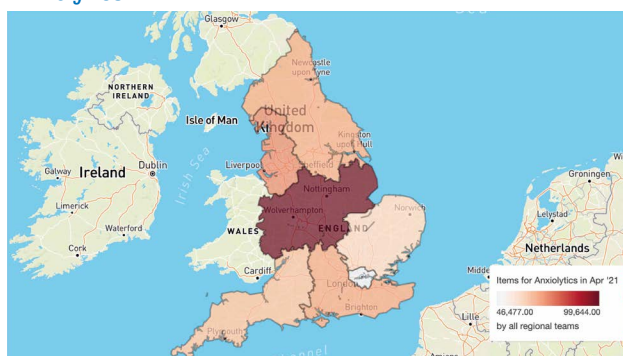 Glasgow
NORTHERN
IRELAND
Newcastle
upon Tyne
United
Kingdom
Isle of Man
Kingston
upon Hull
Irish Sea
Liverpool
Sheffield
Galway
Ireland
Dublin
Nottingham
Groningen
Limerick
Wolverhampton
Norwich
Lelystad
Waterford
WALES
ENGLAND
Netherlands
Cork
Cardiff
London
Midde
Items for Anxiolytics in Apr '21
46,477.00 99,644.00
by all regional teams
Brighton
Lille
Plymouth